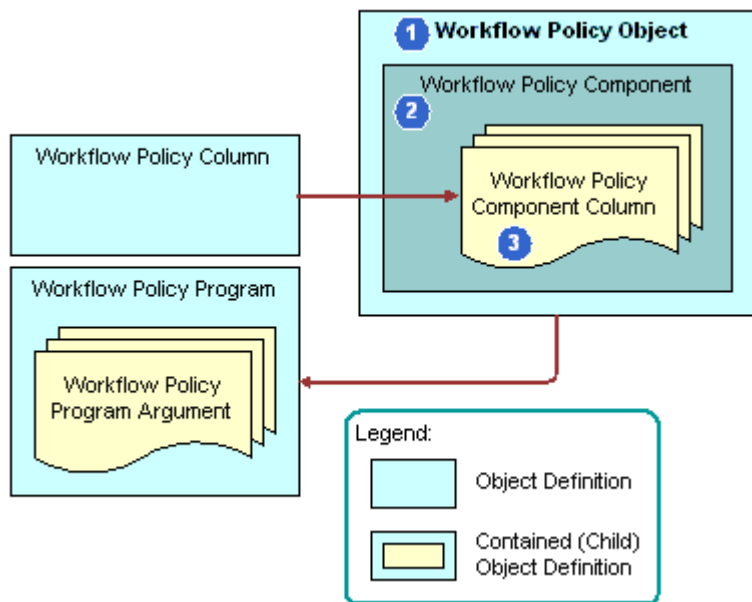 1 Workflow Policy Object
Workflow Policy Component
2
Workflow Policy Column
Workflow Policy
Component Column
3
Workflow Policy Program
Workflow Policy
Program Argument
Legend:
Object Definition
Contained (Child)
Object Definition